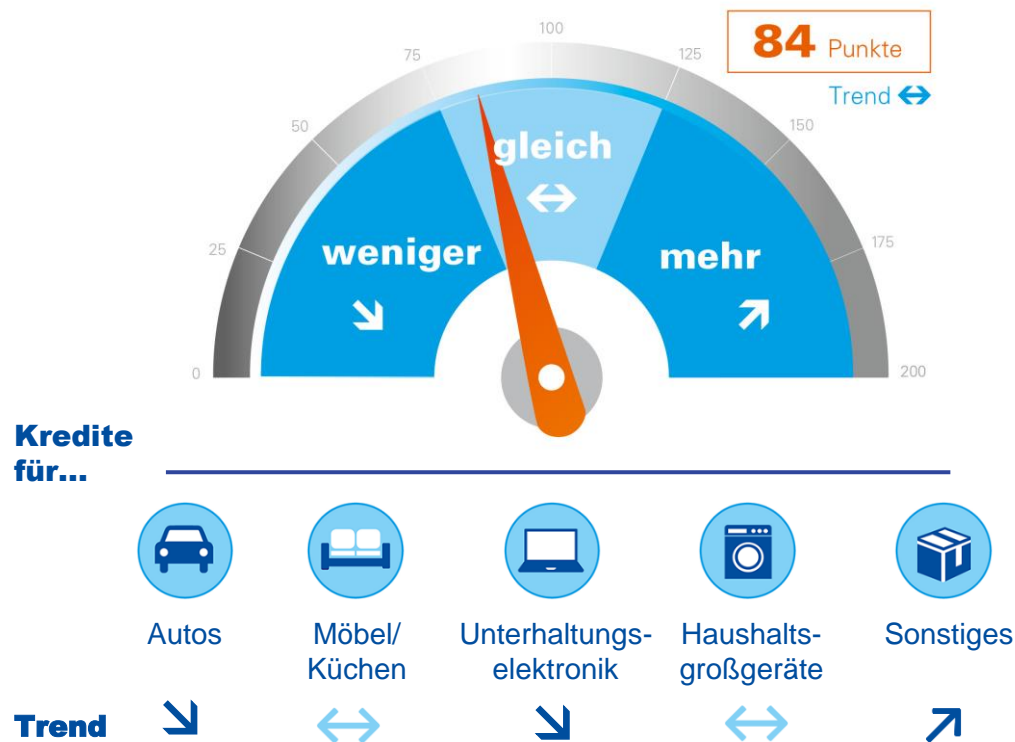 84 Punkte
Trend
0
25
50
75
100
125
150
175
200
weniger
gleich
mehr
Kredite
für...
Autos
Möbel/
Küchen
Unterhaltungs-
elektronik
Haushalts-
großgeräte
Sonstiges
Trend